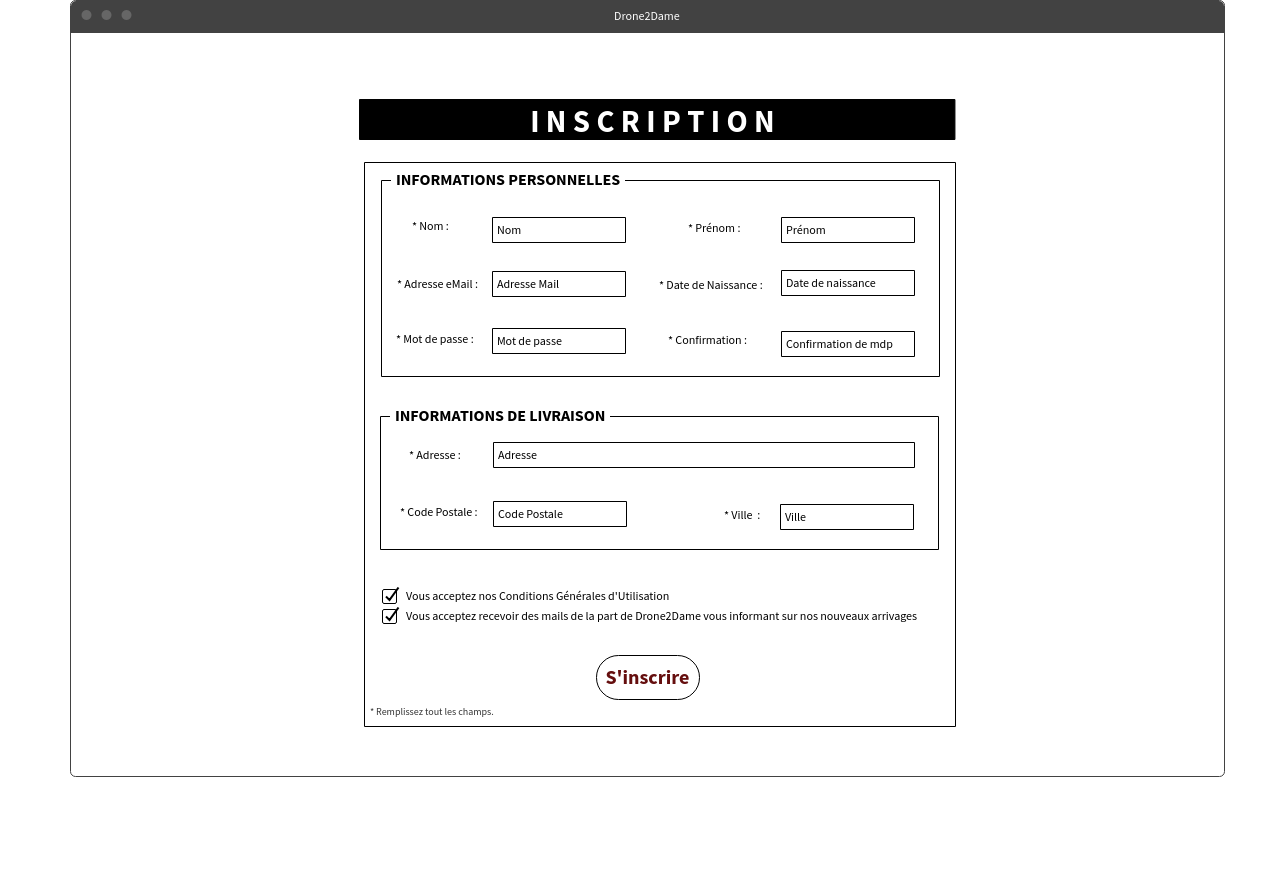 Drone2Dame
INSCRIPTION
INFORMATIONS PERSONNELLES
* Nom : Nom * Prénom : Prénom
* Adresse eMail : Adresse Mail * Date de Naissance : Date de naissance
* Mot de passe : Mot de passe * Confirmation : Confirmation de mdp
INFORMATIONS DE LIVRAISON
* Adresse : Adresse
* Code Postale : Code Postale * Ville : Ville
Vous acceptez nos Conditions Générales d'Utilisation
Vous acceptez recevoir des mails de la part de Drone2Dame vous informant sur nos nouveaux arrivages
S'inscrire
* Remplissez tout les champs.